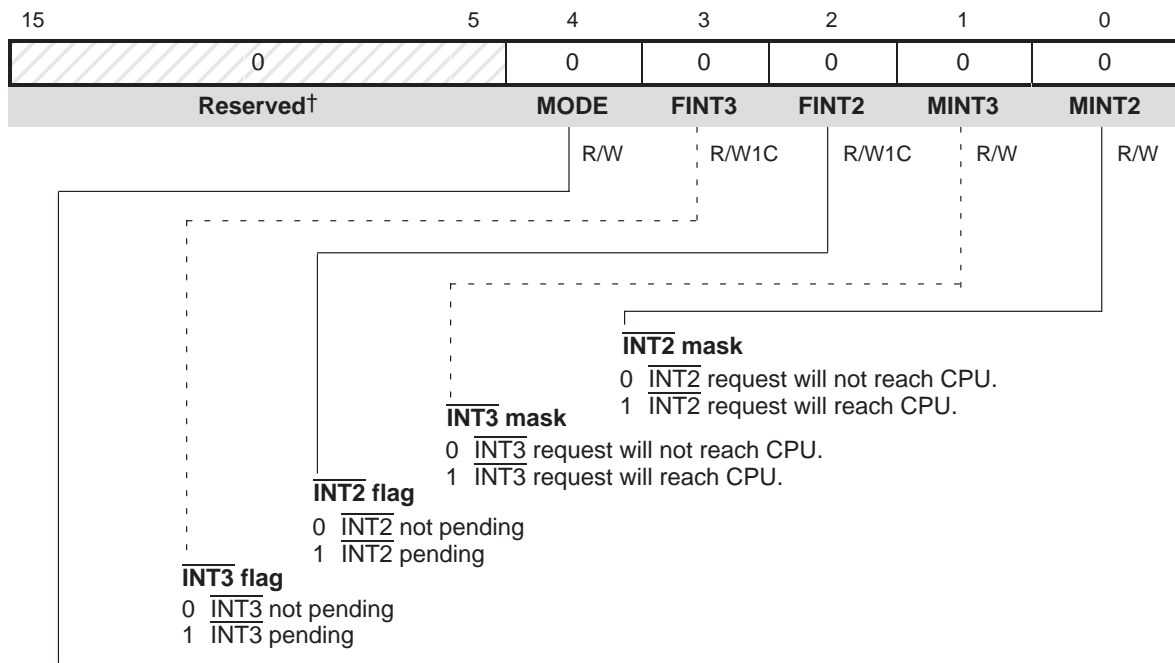 15 5 4 3 2 1 0
0 0 0 0 0 0
Reserved† MODE FINT3 FINT2 MINT3 MINT2
R/W R/W1C R/W1C R/W R/W
INT2 mask
0 INT2 request will not reach CPU.
1 INT2 request will reach CPU.
INT3 mask
0 INT3 request will not reach CPU.
1 INT3 request will reach CPU.
INT2 flag
0 INT2 not pending
1 INT2 pending
INT3 flag
0 INT3 not pending
1 INT3 pending